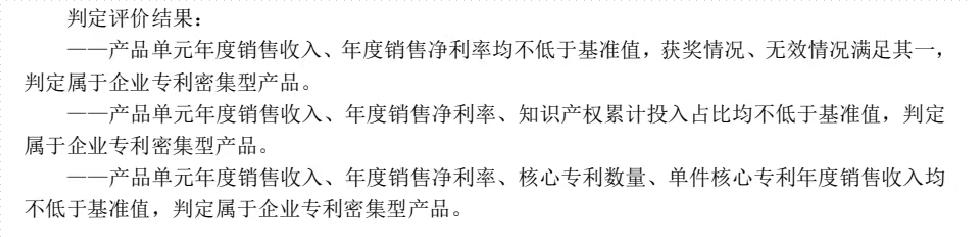 判定评价结果：
——产品单元年度销售收入、年度销售净利率均不低于基准值，获奖情况、无效情况满足其一，
判定属于企业专利密集型产品。
——产品单元年度销售收入、年度销售净利率、知识产权累计投入占比均不低于基准值，判定
属于企业专利密集型产品。
——产品单元年度销售收入、年度销售净利率、核心专利数量、单件核心专利年度销售收入均
不低于基准值，判定属于企业专利密集型产品。